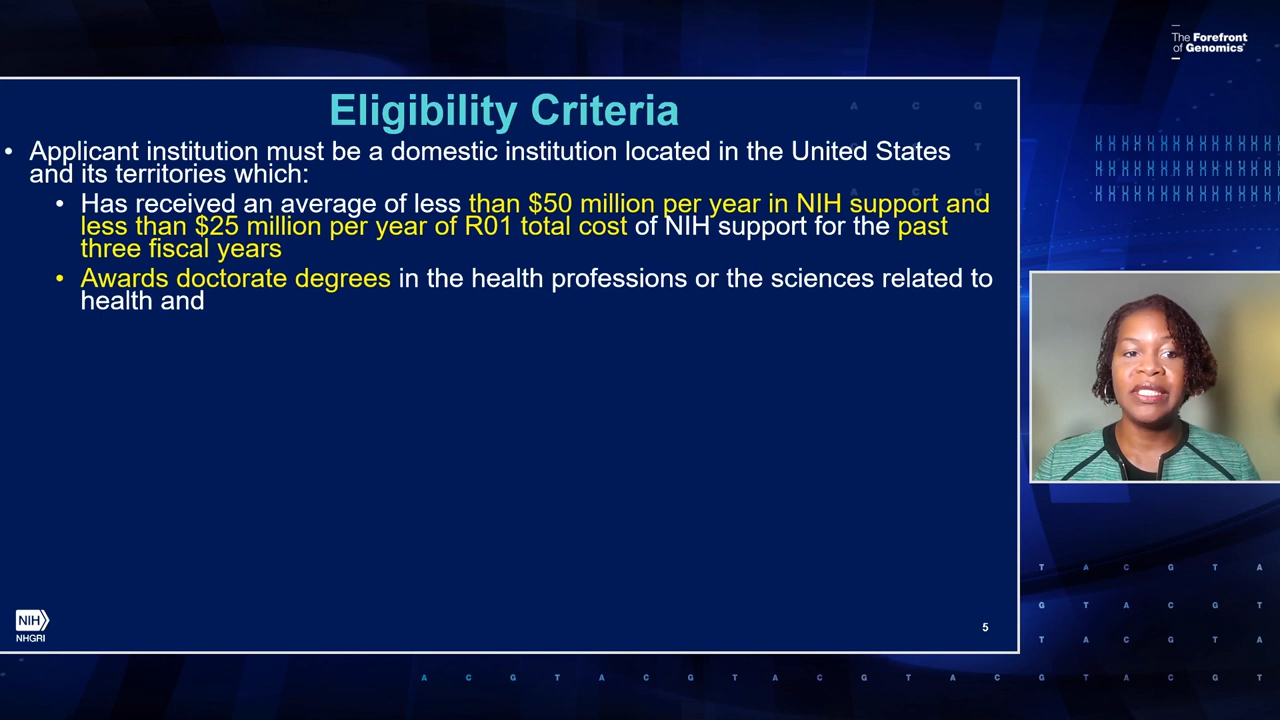 The Forefront
of Genomics®
Eligibility Criteria
A C G
• Applicant institution must be a domestic institution located in the United States
T
and its territories which:
A C G
• Has received an average of less than $50 million per year in NIH support and
less than $25 million per year of R01 total cost of NIH support for the past
three fiscal years
• Awards doctorate degrees in the health professions or the sciences related to
health and
NIH
NHGRI
5
T A C G T A
G T A C G T
T A C G T A
A C G T A C G T A C G T A C G T A C G T